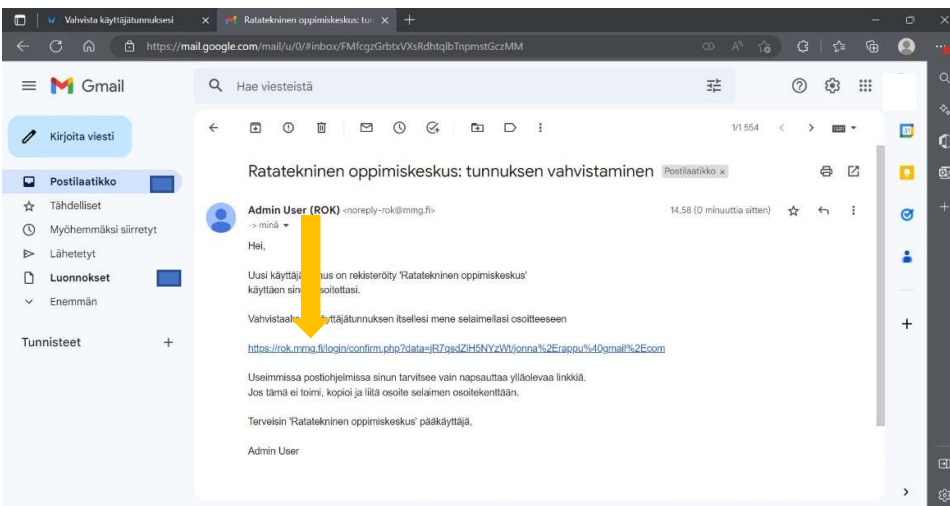 Vahvista käyttäjätunnuksesi
Ratatekninen oppimiskeskus: tun
https://mail.google.com/mail/u/0/#inbox/FMfcgzGrbtxVXsRdhtqlbTnpmstGczMM
Gmail
Hae viesteistä
Kirjoita viesti
1/1 554
Postilaatikko
Tähdelliset
Myöhemmäksi siirretyt
Lähetetyt
Luonnokset
Enemmän
Tunnisteet
Ratatekninen oppimiskeskus: tunnuksen vahvistaminen Postilaatikko x
Admin User (ROK) <noreply-rok@mmg.fi>
14.58 (0 minuuttia sitten)
-> minä
Hei,
Uusi on rekisteröity 'Ratatekninen oppimiskeskus'
käyttäen
Vahvistaaksesi käyttäjätunnuksen itsellesi mene selaimellasi osoitteeseen
https://rok.mmg.fi/login/confirm.php?data=jR7qsdZlH5NYzWt/jonna%2Erappu%40gmail%2Ecom
Useimmissa postiohjelmissa sinun tarvitsee vain napsauttaa ylläolevaa linkkiä.
Jos tämä ei toimi, kopioi ja liitä osoite selaimen osoitekenttään.
Terveisin 'Ratatekninen oppimiskeskus' pääkäyttäjä,
Admin User
31